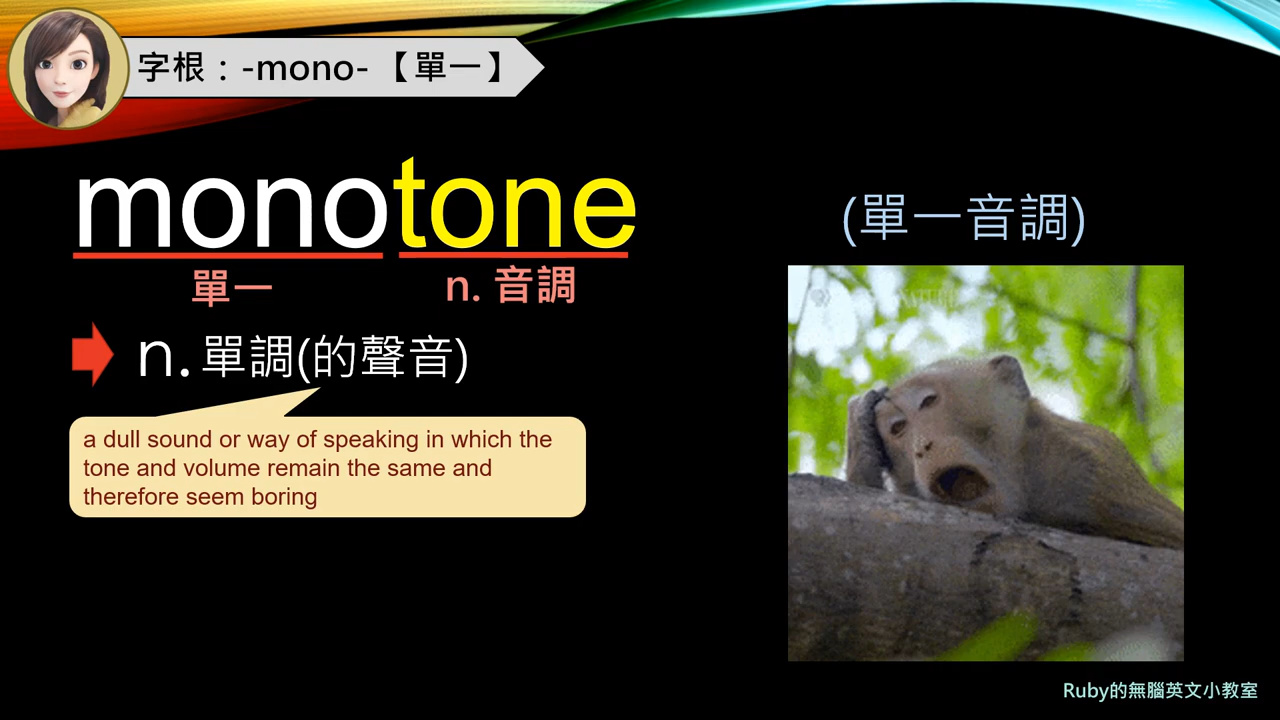 字根：-mono- 【單一】
monotone
(單一音調)
單一
n. 音調
n. 單調(的聲音)
a dull sound or way of speaking in which the
tone and volume remain the same and
therefore seem boring
Ruby的無腦英文小教室